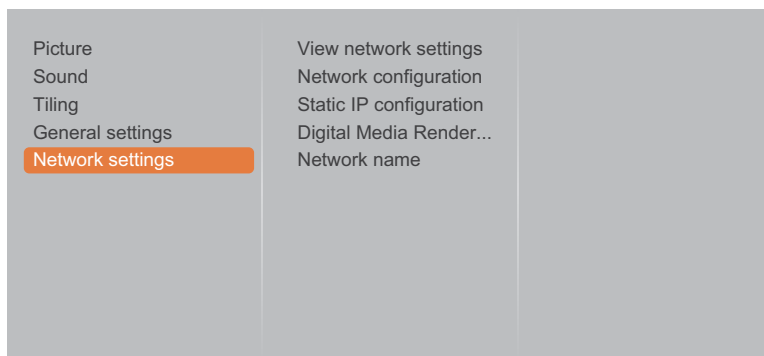 Picture
Sound
Tiling
General settings
Network settings
View network settings
Network configuration
Static IP configuration
Digital Media Render...
Network name